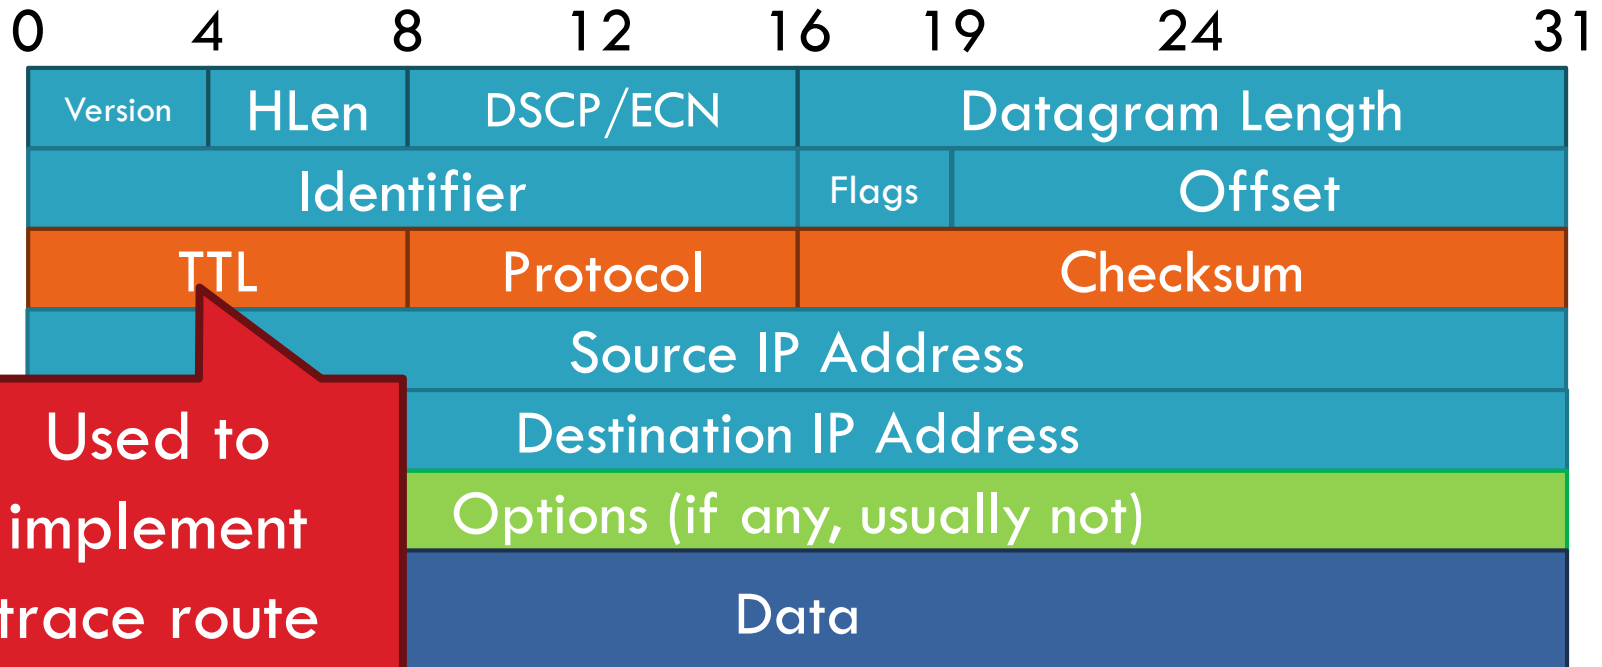 0 4 8 12 16 19 24 31
Version HLen DSCP/ECN Datagram Length
Identifier Flags Offset
TTL Protocol Checksum
Source IP Address
Destination IP Address
Options (if any, usually not)
Data
Used to
implement
trace route